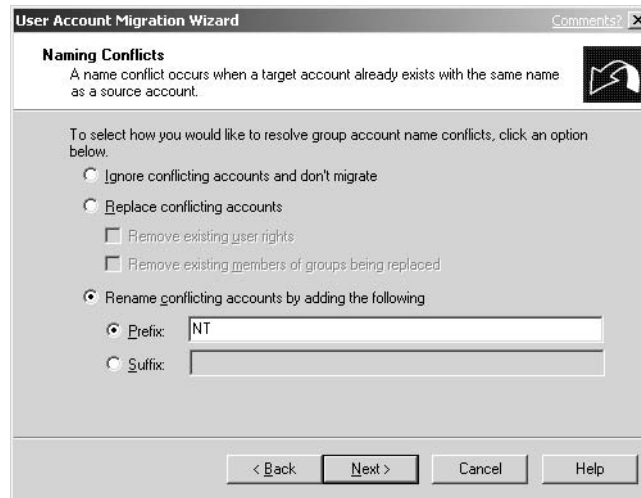 User Account Migration Wizard Comments? X
Naming Conflicts
A name conflict occurs when a target account already exists with the same name
as a source account.
To select how you would like to resolve group account name conflicts, click an option
below.
Ignore conflicting accounts and don't migrate
Replace conflicting accounts
Remove existing user rights
Remove existing members of groups being replaced
Rename conflicting accounts by adding the following
Prefix: NT
Suffix:
< Back Next > Cancel Help